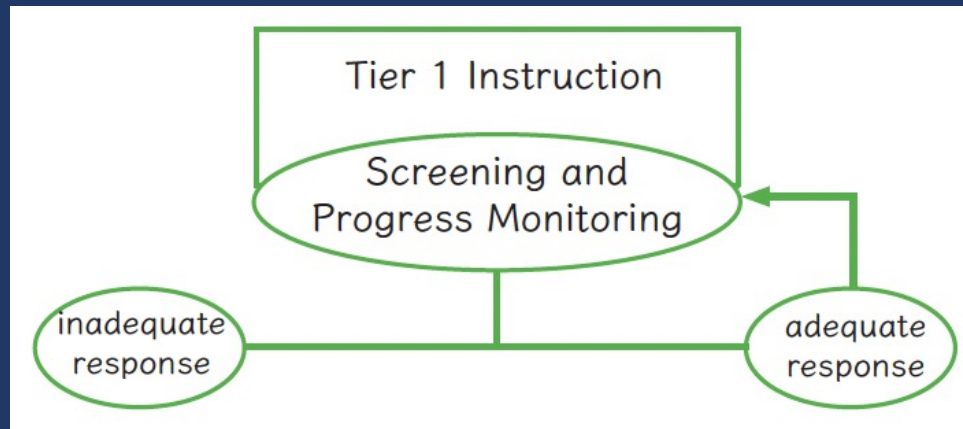 Tier 1 Instruction
Screening and
Progress Monitoring
inadequate
response
adequate
response